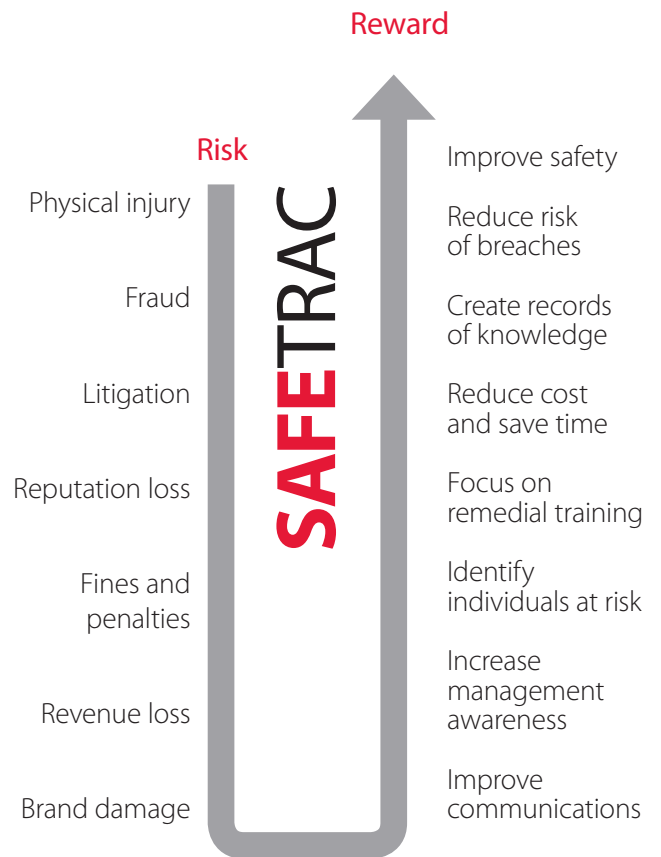 Reward
Risk
Physical injury
Fraud
Litigation
Reputation loss
Fines and
penalties
Revenue loss
Brand damage
SAFETRAC
Improve safety
Reduce risk
of breaches
Create records
of knowledge
Reduce cost
and save time
Focus on
remedial training
Identify
individuals at risk
Increase
management
awareness
Improve
communications